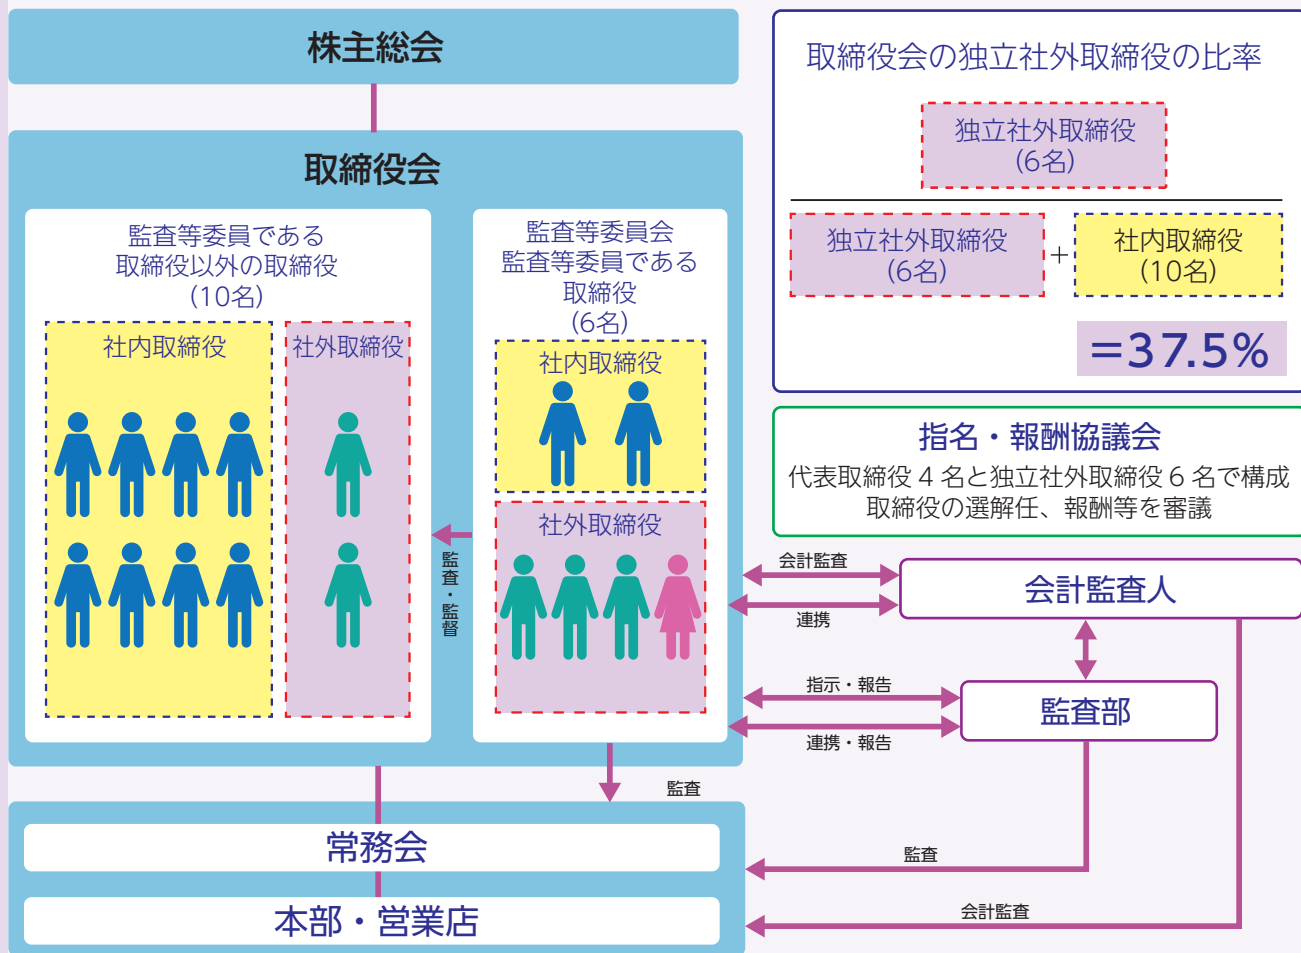 株主総会
取締役会
監査等委員である
取締役以外の取締役
(10名)
社内取締役
社外取締役
監査等委員会
監査等委員である
取締役
(6名)
社内取締役
社外取締役
監査・監督
取締役会の独立社外取締役の比率
独立社外取締役
(6名)
独立社外取締役
(6名)
+
社内取締役
(10名)
=37.5%
指名・報酬協議会
代表取締役 4 名と独立社外取締役 6 名で構成
取締役の選解任、報酬等を審議
会計監査
連携
会計監査人
指示・報告
連携・報告
監査部
監査
常務会
監査
本部・営業店
会計監査